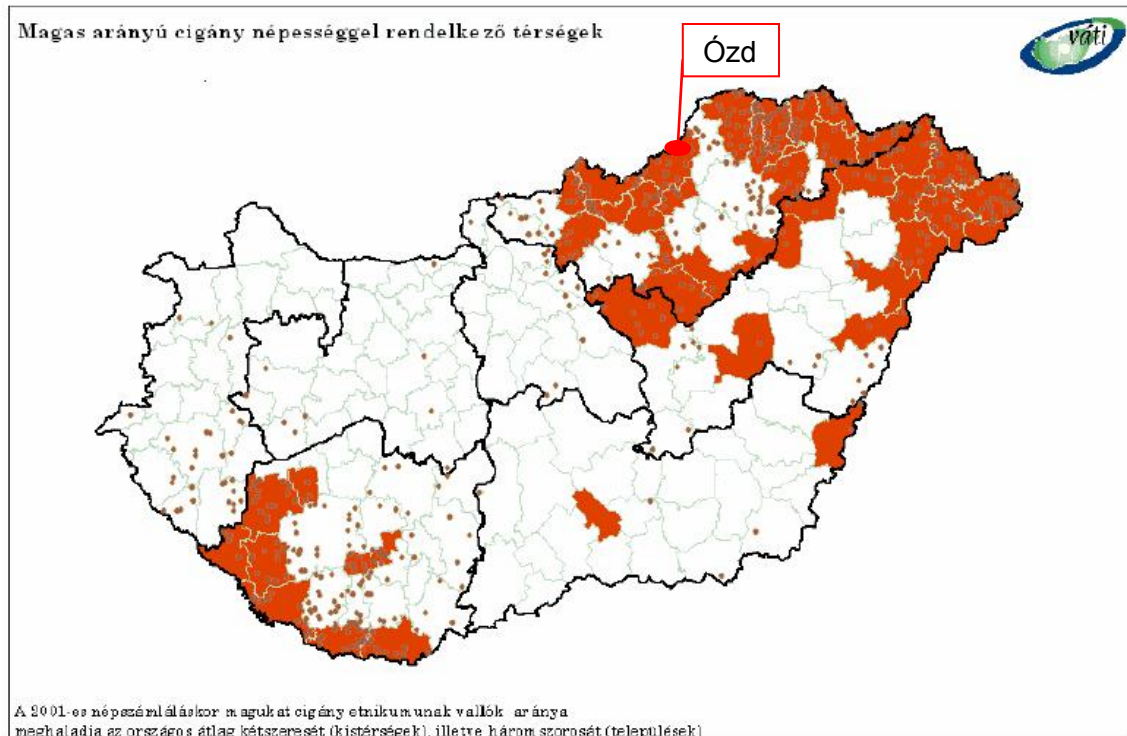 Magas arányú cigány népességgel rendelkező térségek
váti
Ózd
A 2001-es népszámláláskor magukat cigány etnikumunak vallók aránya
meghaladja az országos átlag kétszeresét (kistérségek), illetve háromszorosát (települések)